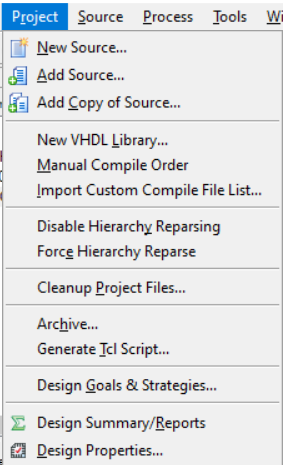 Project Source Process Tools Wi
New Source...
Add Source...
Add Copy of Source...
New VHDL Library...
Manual Compile Order
Import Custom Compile File List...
Disable Hierarchy Reparsing
Force Hierarchy Reparse
Cleanup Project Files...
Archive...
Generate Tcl Script...
Design Goals & Strategies...
Design Summary/Reports
Design Properties...